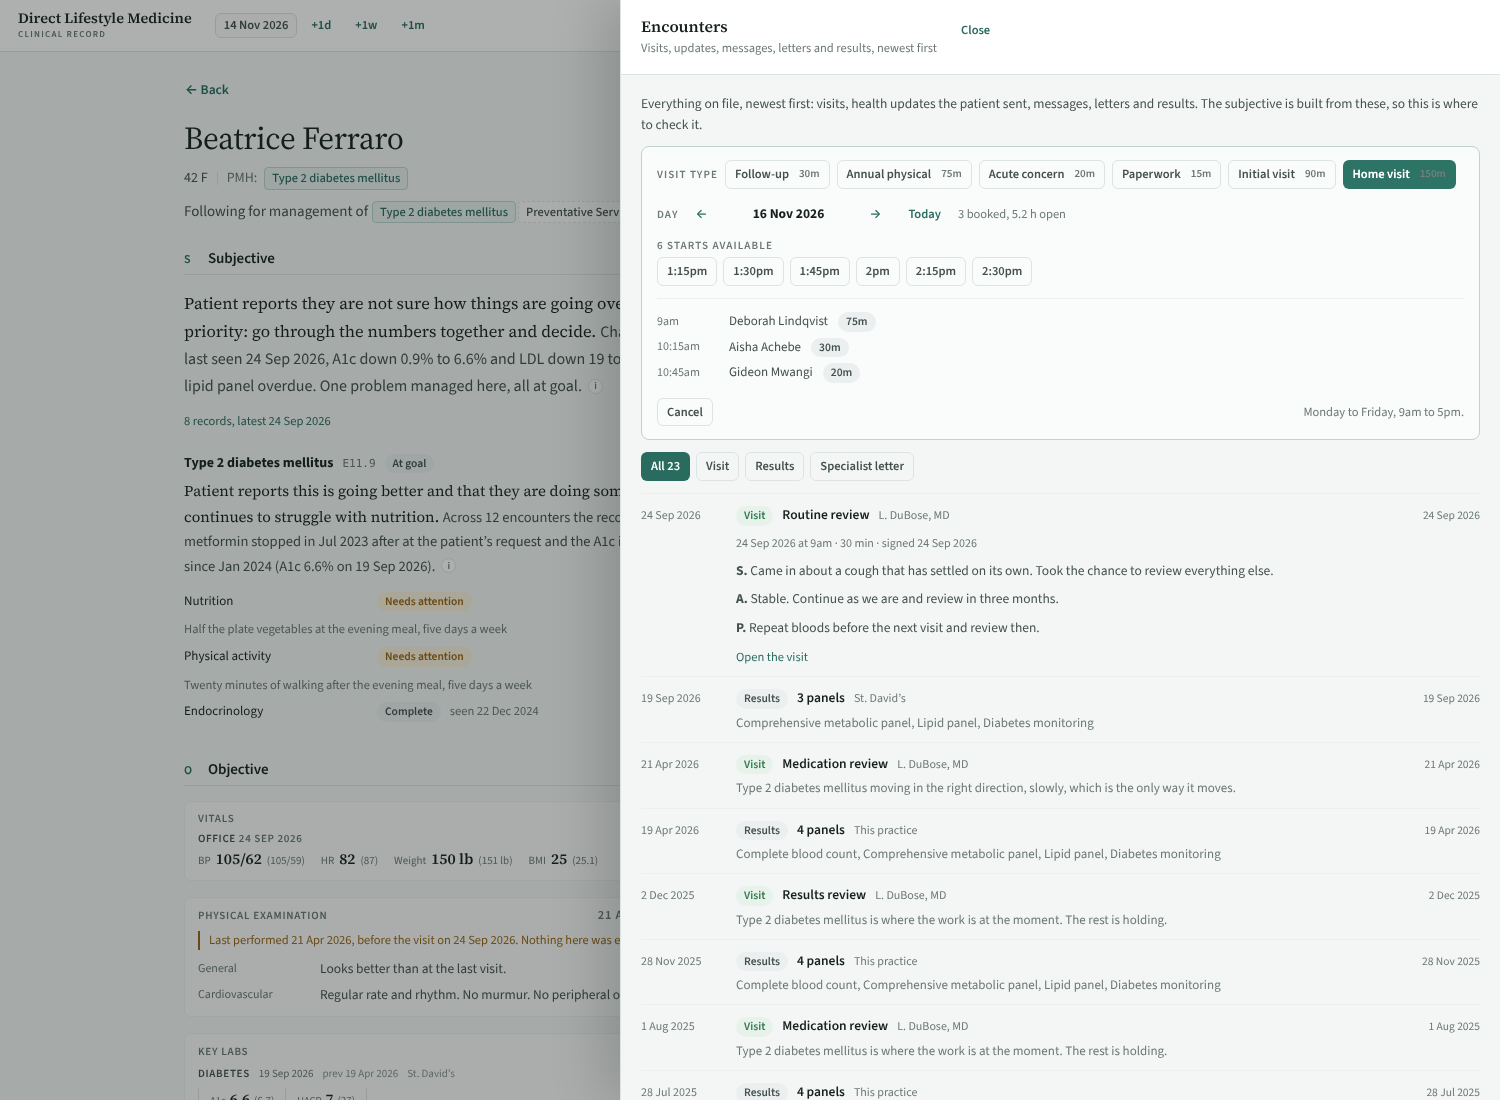 Direct Lifestyle Medicine
CLINICAL RECORD
14 Nov 2026 +1d +1w +1m
← Back
Beatrice Ferraro
42 F PMH: Type 2 diabetes mellitus
Following for management of Type 2 diabetes mellitus Preventative Serv
S Subjective
Patient reports they are not sure how things are going ove
priority: go through the numbers together and decide. Cha
last seen 24 Sep 2026, A1c down 0.9% to 6.6% and LDL down 19 to
lipid panel overdue. One problem managed here, all at goal. i
8 records, latest 24 Sep 2026
Type 2 diabetes mellitus E11.9 At goal
Patient reports this is going better and that they are doing som
continues to struggle with nutrition. Across 12 encounters the reco
metformin stopped in Jul 2023 after at the patient's request and the A1c i
since Jan 2024 (A1c 6.6% on 19 Sep 2026). i
Nutrition Needs attention
Half the plate vegetables at the evening meal, five days a week
Physical activity Needs attention
Twenty minutes of walking after the evening meal, five days a week
Endocrinology Complete seen 22 Dec 2024
O Objective
VITALS
OFFICE 24 SEP 2026
BP 105/62 (105/59) HR 82 (87) Weight 150 lb (151 lb) BMI 25 (25.1)
PHYSICAL EXAMINATION 21 A
Last performed 21 Apr 2026, before the visit on 24 Sep 2026. Nothing here was e
General Looks better than at the last visit.
Cardiovascular Regular rate and rhythm. No murmur. No peripheral o
KEY LABS
DIABETES 19 Sep 2026 prev 19 Apr 2026 St. David's
Encounters
Visits, updates, messages, letters and results, newest first
Close
Everything on file, newest first: visits, health updates the patient sent, messages, letters and results. The subjective is built from these, so this is where
to check it.
VISIT TYPE Follow-up 30m Annual physical 75m Acute concern 20m Paperwork 15m Initial visit 90m Home visit 150m
DAY ← 16 Nov 2026 → Today 3 booked, 5.2 h open
6 STARTS AVAILABLE
1:15pm 1:30pm 1:45pm 2pm 2:15pm 2:30pm
9am Deborah Lindqvist 75m
10:15am Aisha Achebe 30m
10:45am Gideon Mwangi 20m
Cancel Monday to Friday, 9am to 5pm.
All 23 Visit Results Specialist letter
24 Sep 2026 Visit Routine review L. DuBose, MD 24 Sep 2026
24 Sep 2026 at 9am · 30 min · signed 24 Sep 2026
S. Came in about a cough that has settled on its own. Took the chance to review everything else.
A. Stable. Continue as we are and review in three months.
P. Repeat bloods before the next visit and review then.
Open the visit
19 Sep 2026 Results 3 panels St. David's 19 Sep 2026
Comprehensive metabolic panel, Lipid panel, Diabetes monitoring
21 Apr 2026 Visit Medication review L. DuBose, MD 21 Apr 2026
Type 2 diabetes mellitus moving in the right direction, slowly, which is the only way it moves.
19 Apr 2026 Results 4 panels This practice 19 Apr 2026
Complete blood count, Comprehensive metabolic panel, Lipid panel, Diabetes monitoring
2 Dec 2025 Visit Results review L. DuBose, MD 2 Dec 2025
Type 2 diabetes mellitus is where the work is at the moment. The rest is holding.
28 Nov 2025 Results 4 panels This practice 28 Nov 2025
Complete blood count, Comprehensive metabolic panel, Lipid panel, Diabetes monitoring
1 Aug 2025 Visit Medication review L. DuBose, MD 1 Aug 2025
Type 2 diabetes mellitus is where the work is at the moment. The rest is holding.
28 Jul 2025 Results 4 panels This practice 28 Jul 2025